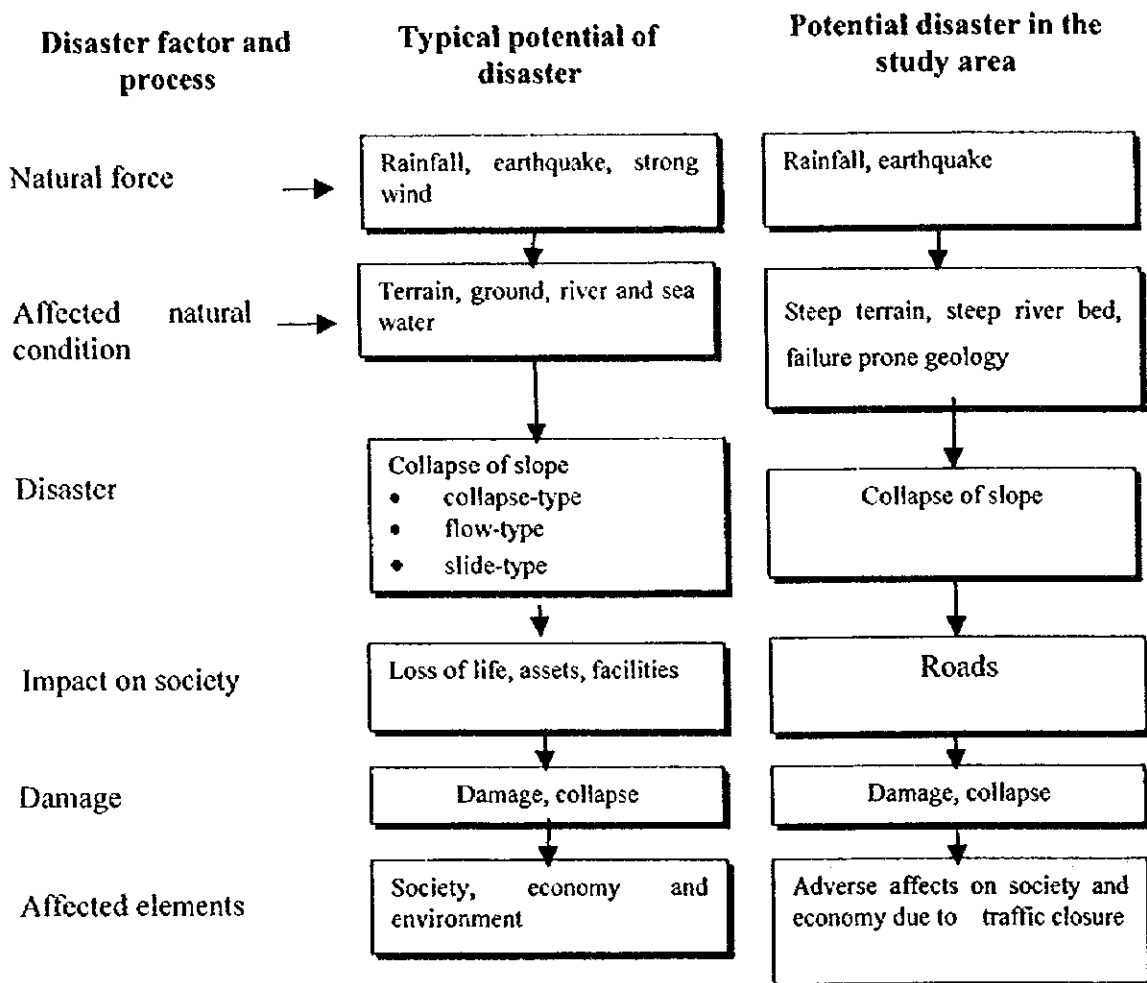 Disaster factor and
process
Typical potential of
disaster
Potential disaster in the
study area
Natural force
Rainfall, earthquake, strong
wind
Rainfall, earthquake
Affected natural
condition
Terrain, ground, river and sea
water
Steep terrain, steep river bed,
failure prone geology
Disaster
Collapse of slope
• collapse-type
• flow-type
• slide-type
Collapse of slope
Impact on society
Loss of life, assets, facilities
Roads
Damage
Damage, collapse
Damage, collapse
Affected elements
Society, economy and
environment
Adverse affects on society and
economy due to traffic closure